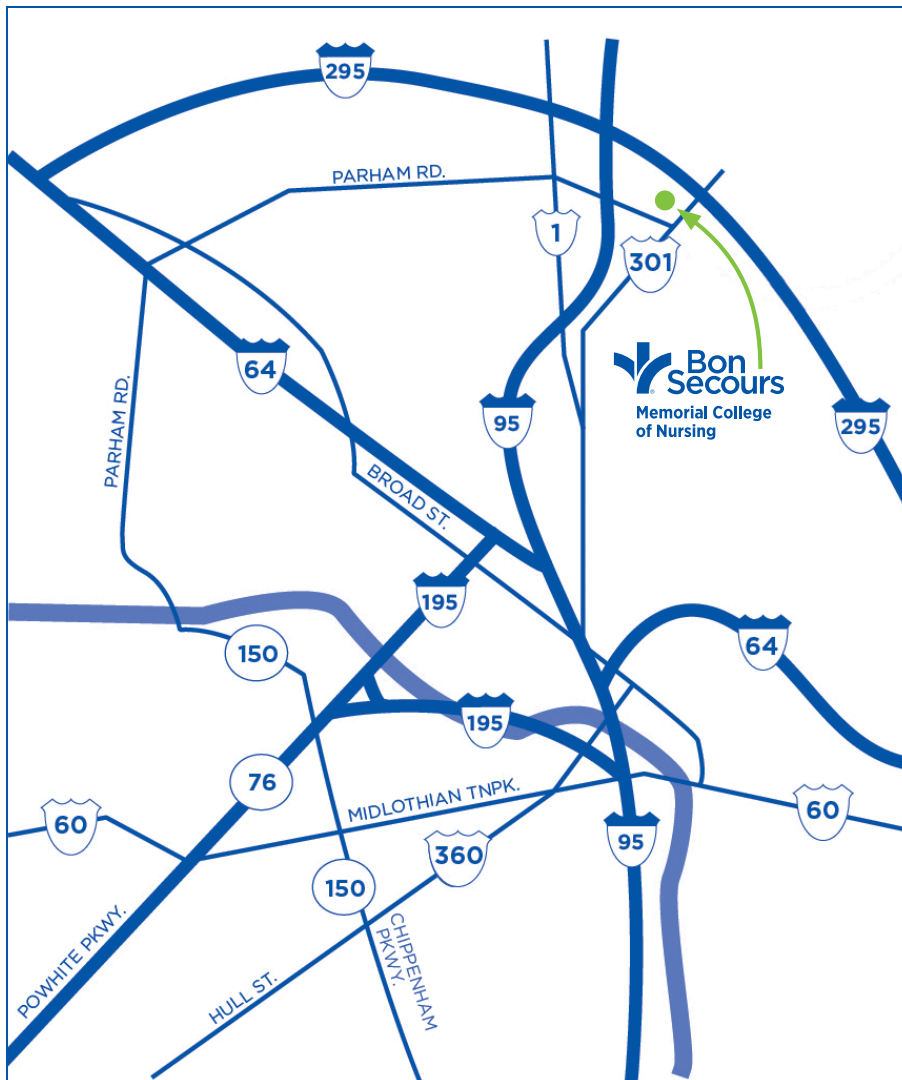 295
PARHAM RD.
1
301
64
Bon
Secours
®
Memorial College
of Nursing
PARHAM RD.
95
295
BROAD ST.
195
150
64
195
76
MIDLOTHIAN TNPK.
60
60
360
95
150
POWHITE PKWY.
CHIPPENHAM
PKWY.
HULL ST.